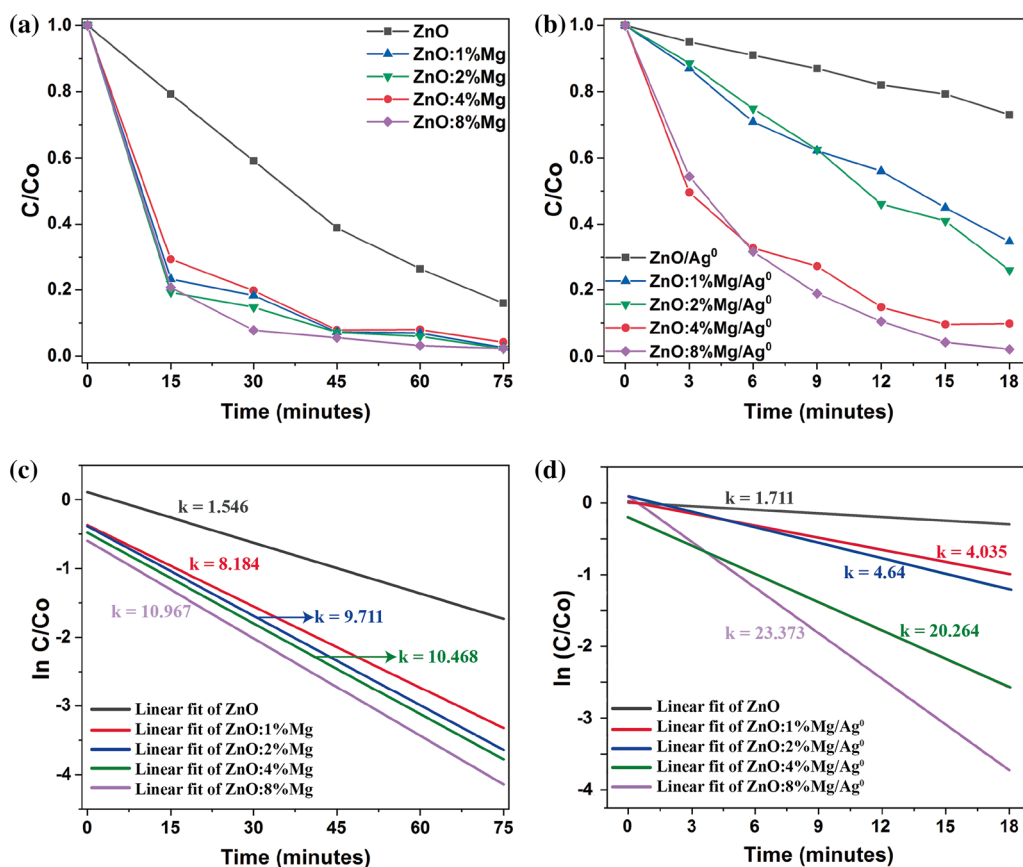 (a)
ZnO
ZnO:1%Mg
ZnO:2%Mg
ZnO:4%Mg
ZnO:8%Mg
1.0
0.8
0.6
0.4
0.2
0.0
C/Co
0 15 30 45 60 75
Time (minutes)
(b)
ZnO/Ag⁰
ZnO:1%Mg/Ag⁰
ZnO:2%Mg/Ag⁰
ZnO:4%Mg/Ag⁰
ZnO:8%Mg/Ag⁰
1.0
0.8
0.6
0.4
0.2
0.0
C/Co
0 3 6 9 12 15 18
Time (minutes)
(c)
k = 1.546
k = 8.184
k = 10.967
k = 9.711
k = 10.468
Linear fit of ZnO
Linear fit of ZnO:1%Mg
Linear fit of ZnO:2%Mg
Linear fit of ZnO:4%Mg
Linear fit of ZnO:8%Mg
0
-1
-2
-3
-4
ln C/Co
0 15 30 45 60 75
Time (minutes)
(d)
k = 1.711
k = 4.035
k = 4.64
k = 23.373
k = 20.264
Linear fit of ZnO
Linear fit of ZnO:1%Mg/Ag⁰
Linear fit of ZnO:2%Mg/Ag⁰
Linear fit of ZnO:4%Mg/Ag⁰
Linear fit of ZnO:8%Mg/Ag⁰
0
-1
-2
-3
-4
ln (C/Co)
0 3 6 9 12 15 18
Time (minutes)